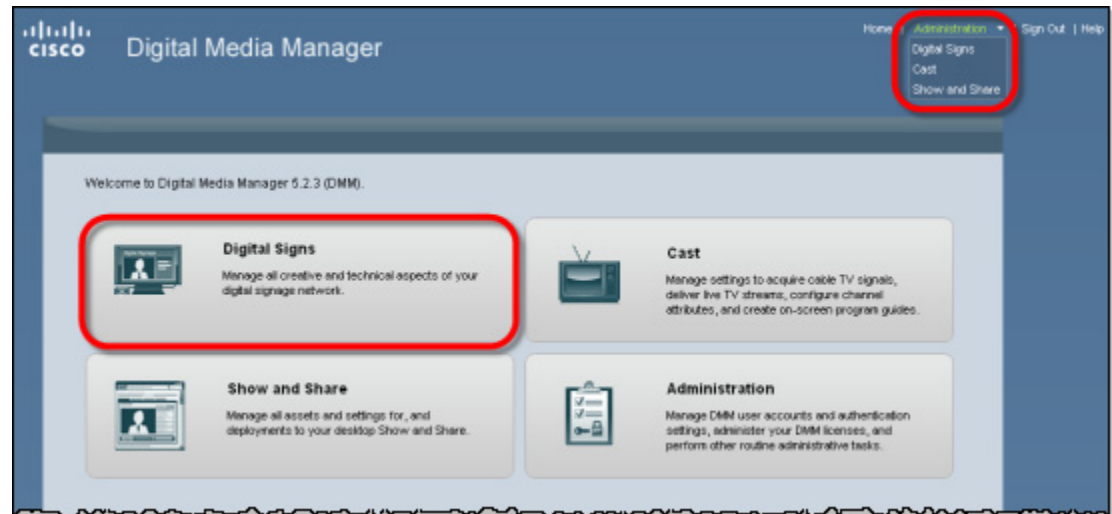 CISCO
Digital Media Manager
Home | Administration Sign Out | Help
Digital Signs
Cast
Show and Share
Welcome to Digital Media Manager 5.2.3 (DMM).
Digital Signs
Manage all creative and technical aspects of your
digital signage network.
Cast
Manage settings to acquire cable TV signals,
deliver live TV streams, configure channel
attributes, and create on-screen program guides.
Show and Share
Manage all assets and settings for, and
deployments to your desktop Show and Share.
Administration
Manage DMM user accounts and authentication
settings, administer your DMM licenses, and
perform other routine administrative tasks.